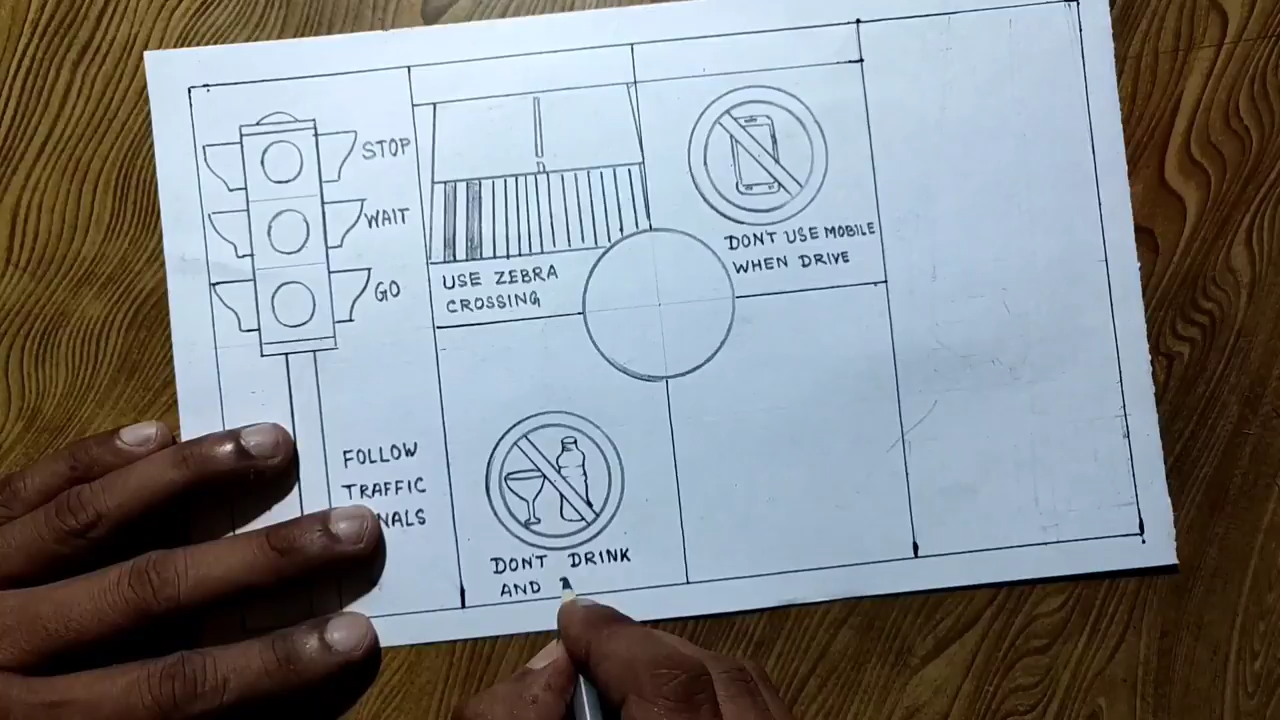 STOP
WAIT
GO
FOLLOW
TRAFFIC
USE ZEBRA
CROSSING
DON'T USE MOBILE
WHEN DRIVE
DON'T DRINK
AND